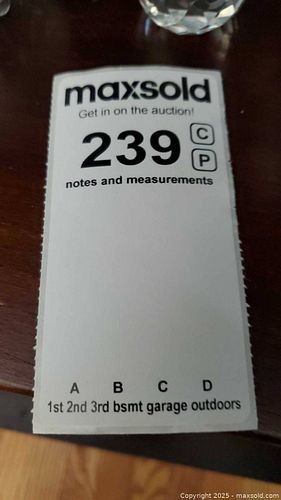 maxsold
Get in on the auction!
239 C
P
notes and measurements
A B C D
1st 2nd 3rd bsmt garage outdoors
Copyright 2025 - maxsold.com